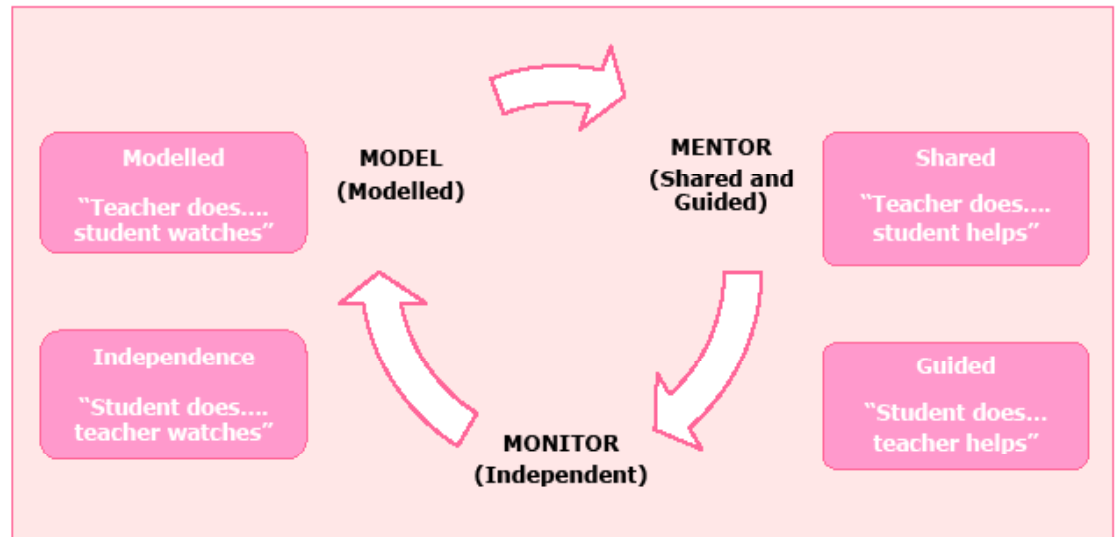 Modelled
“Teacher does....
student watches”
MODEL
(Modelled)
MENTOR
(Shared and
Guided)
Shared
“Teacher does....
student helps”
Independence
“Student does....
teacher watches”
MONITOR
(Independent)
Guided
“Student does...
teacher helps”